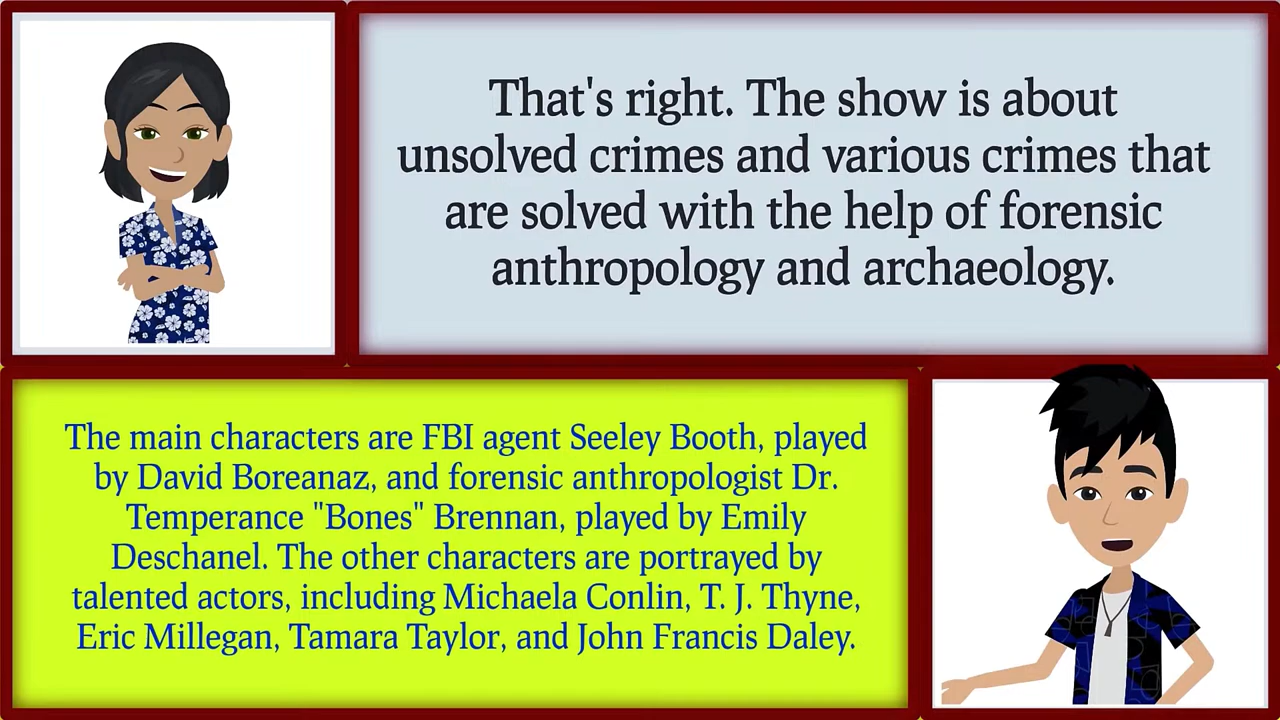 That's right. The show is about
unsolved crimes and various crimes that
are solved with the help of forensic
anthropology and archaeology.
The main characters are FBI agent Seeley Booth, played
by David Boreanaz, and forensic anthropologist Dr.
Temperance "Bones" Brennan, played by Emily
Deschanel. The other characters are portrayed by
talented actors, including Michaela Conlin, T. J. Thyne,
Eric Millegan, Tamara Taylor, and John Francis Daley.